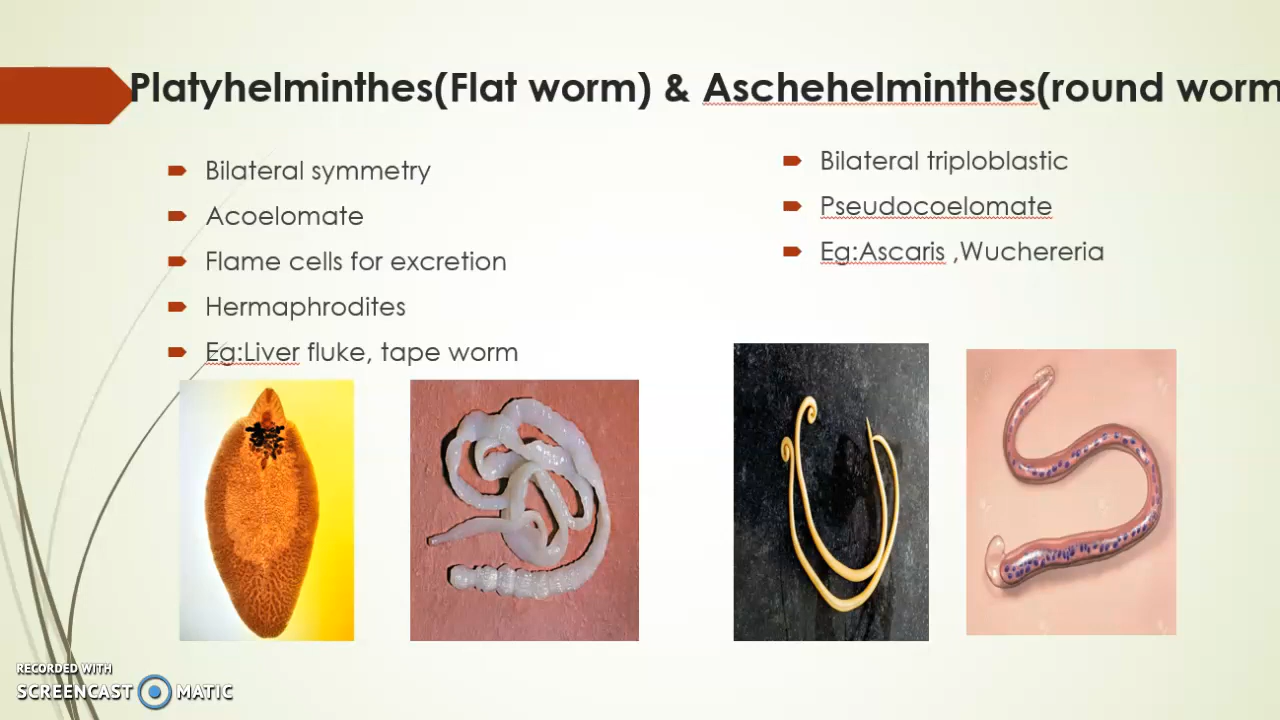 Platyhelminthes(Flat worm) & Aschehelminthes(round worm
Bilateral symmetry
Acoelomate
Flame cells for excretion
Hermaphrodites
Eg:Liver fluke, tape worm
Bilateral triploblastic
Pseudocoelomate
Eg:Ascaris ,Wuchereria
RECORDED WITH
SCREENCAST MATIC